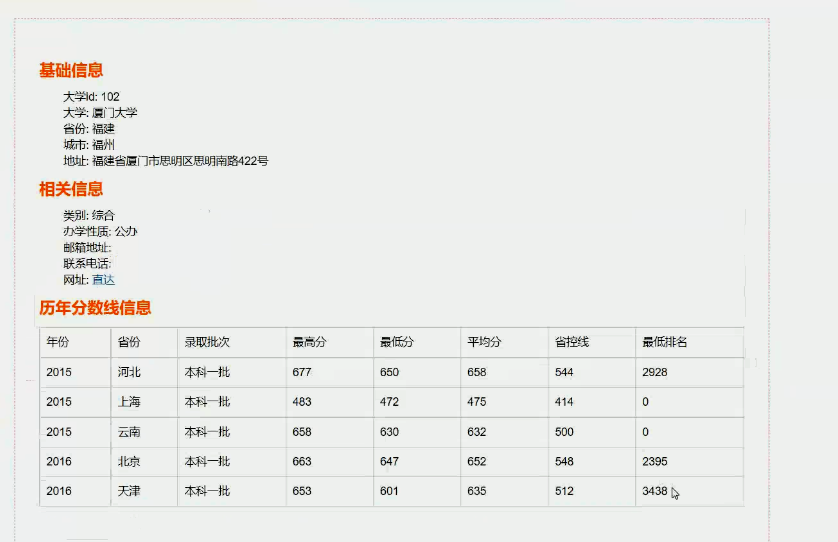 基础信息
大学id: 102
大学: 厦门大学
省份: 福建
城市: 福州
地址: 福建省厦门市思明区思明南路422号
相关信息
类别: 综合
办学性质: 公办
邮箱地址:
联系电话:
网址: 直达
历年分数线信息
年份 省份 录取批次 最高分 最低分 平均分 省控线 最低排名
2015 河北 本科一批 677 650 658 544 2928
2015 上海 本科一批 483 472 475 414 0
2015 云南 本科一批 658 630 632 500 0
2016 北京 本科一批 663 647 652 548 2395
2016 天津 本科一批 653 601 635 512 3438